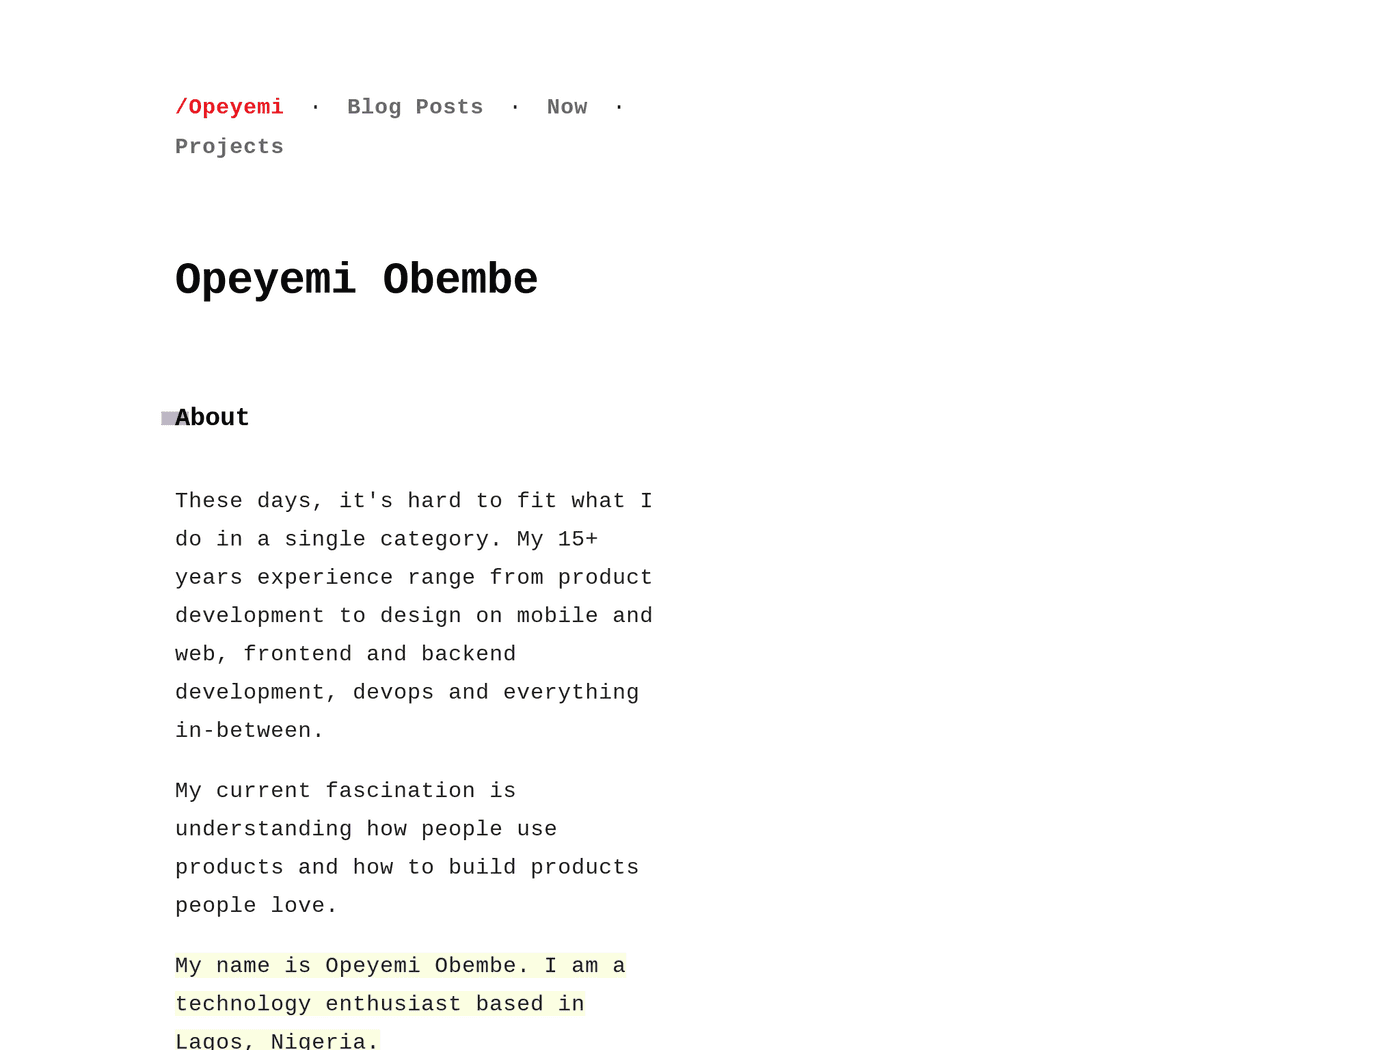 /Opeyemi · Blog Posts · Now ·
Projects
Opeyemi Obembe
About
These days, it's hard to fit what I
do in a single category. My 15+
years experience range from product
development to design on mobile and
web, frontend and backend
development, devops and everything
in-between.
My current fascination is
understanding how people use
products and how to build products
people love.
My name is Opeyemi Obembe. I am a
technology enthusiast based in
Lagos, Nigeria.